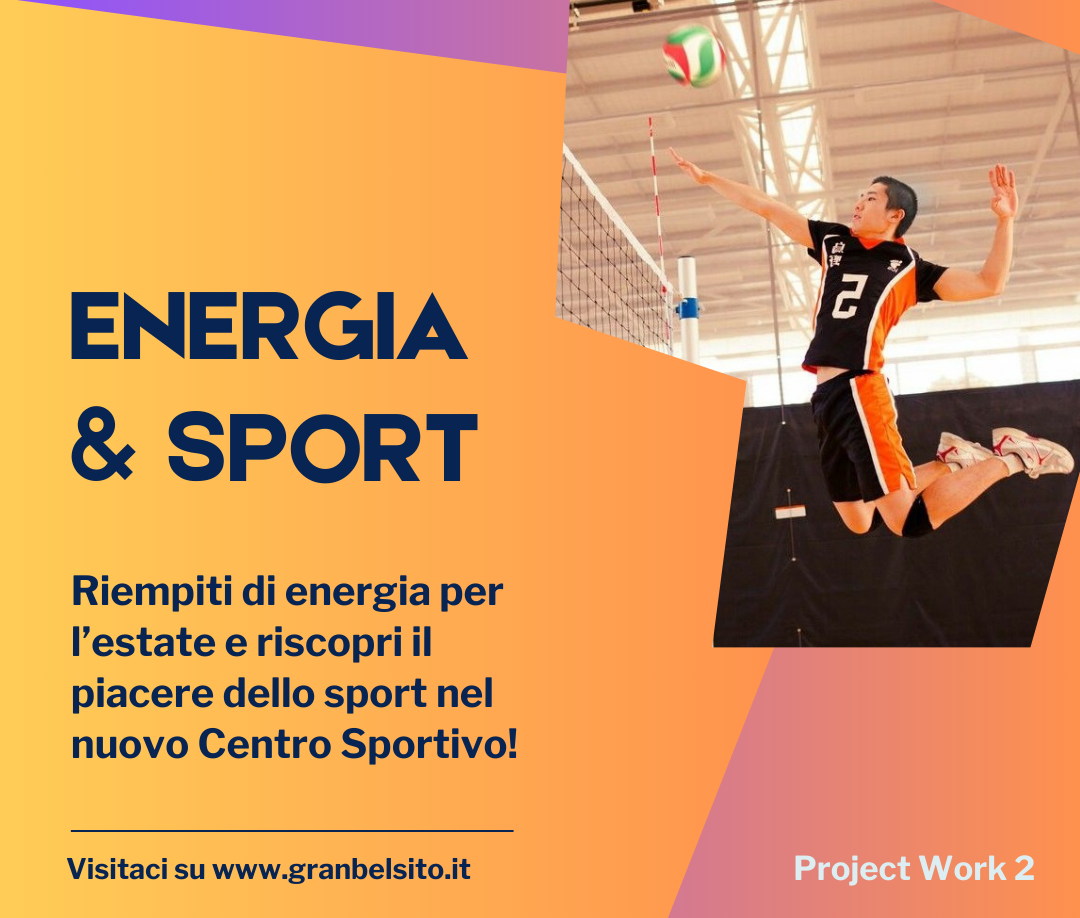 ENERGIA
& SPORT
Riempiti di energia per
l’estate e riscopri il
piacere dello sport nel
nuovo Centro Sportivo!
Visitaci su www.granbelsito.it
Project Work 2
2